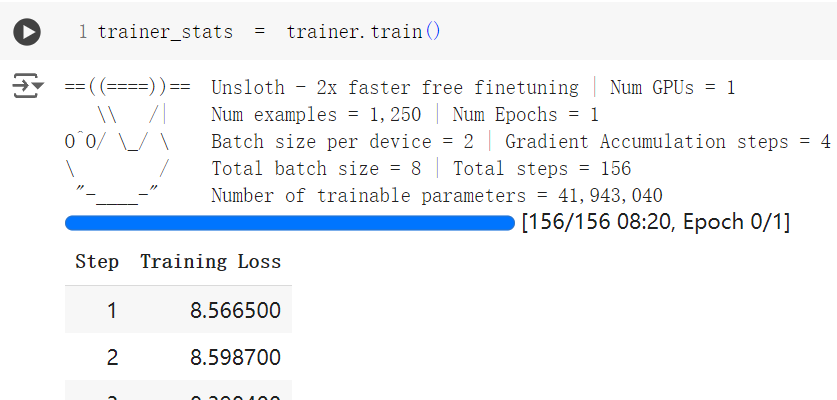 1 trainer_stats = trainer.train()
==((====))== Unsloth - 2x faster free finetuning | Num GPUs = 1
\\ /| Num examples = 1,250 | Num Epochs = 1
O^O/ \_/ \ Batch size per device = 2 | Gradient Accumulation steps = 4
\ / Total batch size = 8 | Total steps = 156
"-____-" Number of trainable parameters = 41,943,040
[156/156 08:20, Epoch 0/1]
Step Training Loss
1 8.566500
2 8.598700